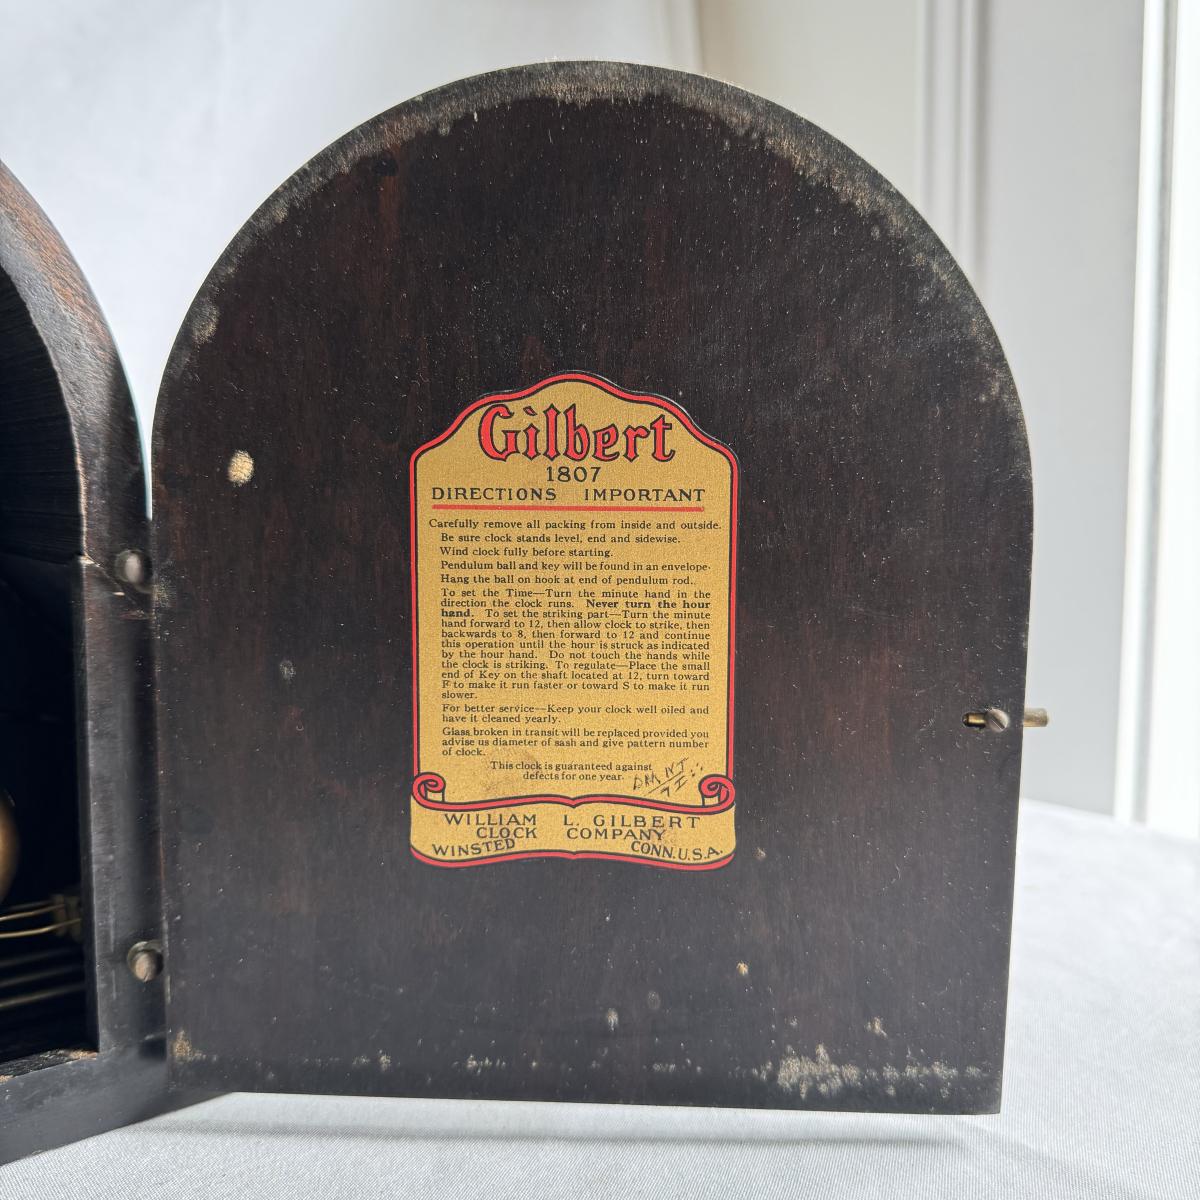 Gilbert
1807
DIRECTIONS IMPORTANT
Carefully remove all packing from inside and outside.
Be sure clock stands level, end and sidewise.
Wind clock fully before starting.
Pendulum ball and key will be found in an envelope.
Hang the ball on hook at end of pendulum rod..
To set the Time—Turn the minute hand in the
direction the clock runs. Never turn the hour
hand. To set the striking part—Turn the minute
hand forward to 12, then allow clock to strike, then
backwards to 8, then forward to 12 and continue
this operation until the hour is struck as indicated
by the hour hand. Do not touch the hands while
the clock is striking. To regulate—Place the small
end of Key on the shaft located at 12, turn toward
F to make it run faster or toward S to make it run
slower.
For better service—Keep your clock well oiled and
have it cleaned yearly.
Glass broken in transit will be replaced provided you
advise us diameter of sash and give pattern number
of clock.
This clock is guaranteed against
defects for one year.
WILLIAM L. GILBERT
CLOCK COMPANY
WINSTED CONN. U.S.A.